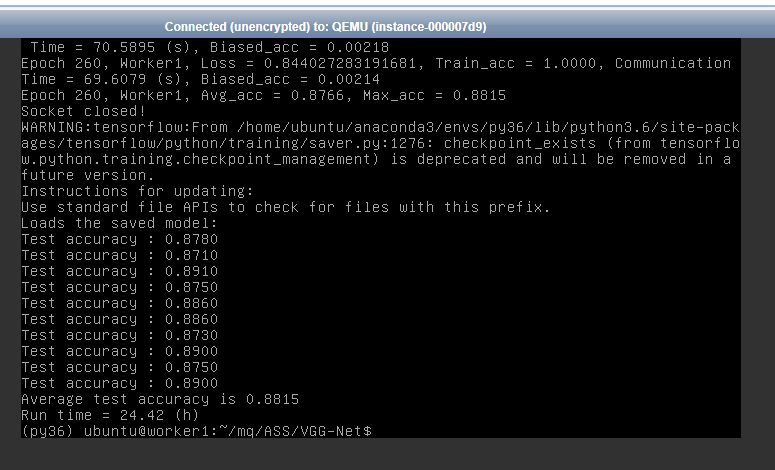 Connected (unencrypted) to: QEMU (instance-000007d9)
Time = 70.5895 (s), Biased_acc = 0.00218
Epoch 260, Worker1, Loss = 0.844027283191681, Train_acc = 1.0000, Communication
Time = 69.6079 (s), Biased_acc = 0.00214
Epoch 260, Worker1, Avg_acc = 0.8766, Max_acc = 0.8815
Socket closed!
WARNING:tensorflow:From /home/ubuntu/anaconda3/envs/py36/lib/python3.6/site-pack
ages/tensorflow/python/training/saver.py:1276: checkpoint_exists (from tensorflo
w.python.training.checkpoint_management) is deprecated and will be removed in a
future version.
Instructions for updating:
Use standard file APIs to check for files with this prefix.
Loads the saved model:
Test accuracy : 0.8780
Test accuracy : 0.8710
Test accuracy : 0.8910
Test accuracy : 0.8750
Test accuracy : 0.8860
Test accuracy : 0.8860
Test accuracy : 0.8730
Test accuracy : 0.8900
Test accuracy : 0.8750
Test accuracy : 0.8900
Average test accuracy is 0.8815
Run time = 24.42 (h)
(py36) ubuntu@worker1:~/mq/ASS/VGG-Net$